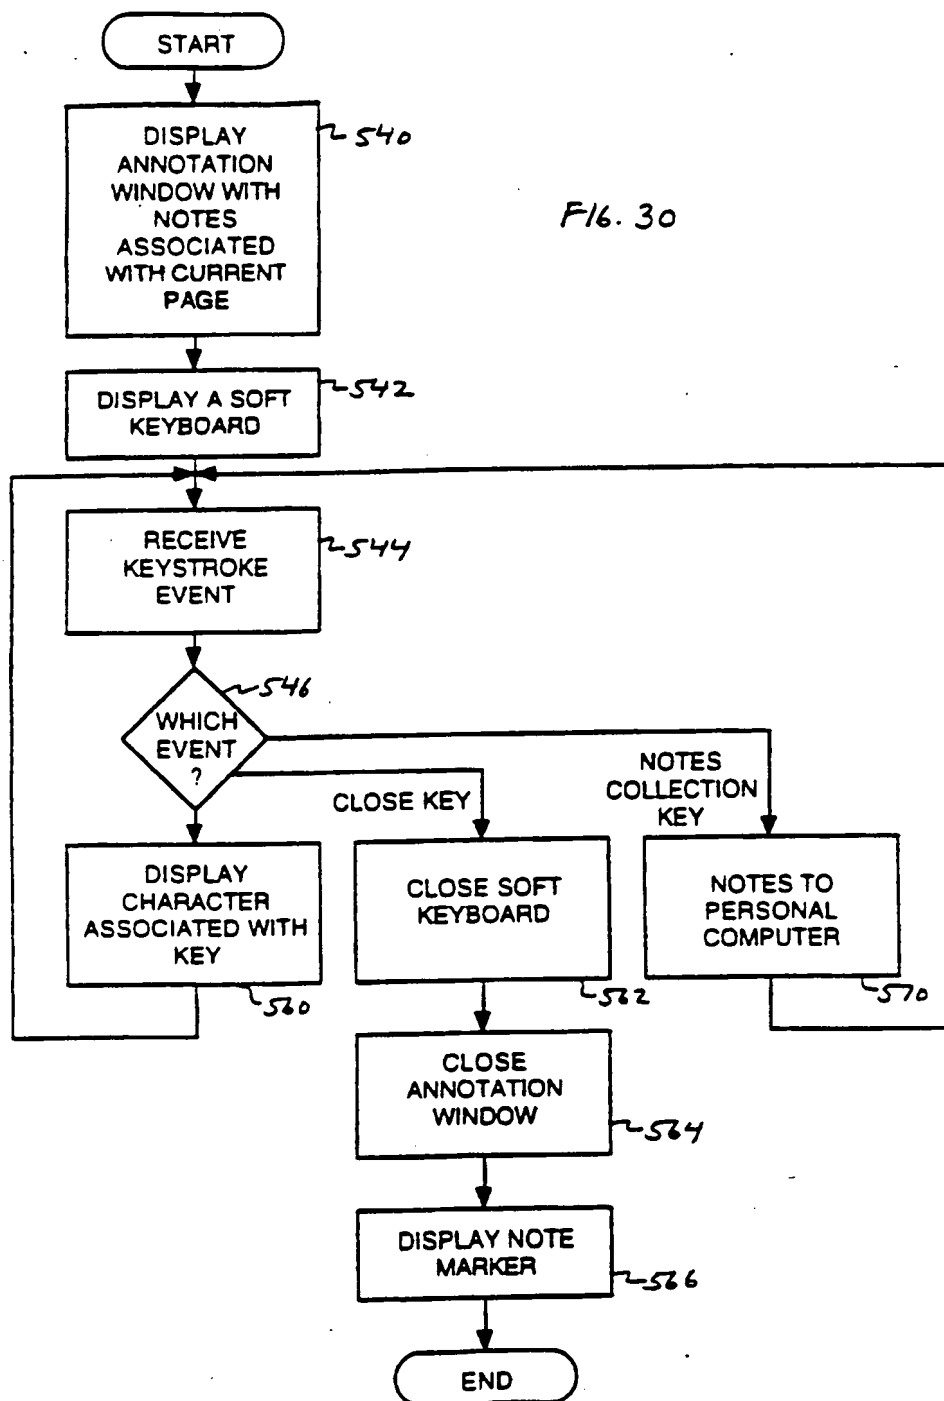 START
DISPLAY
ANNOTATION
WINDOW WITH
NOTES
ASSOCIATED
WITH CURRENT
PAGE
540
FIG. 30
DISPLAY A SOFT
KEYBOARD
542
RECEIVE
KEYSTROKE
EVENT
544
WHICH
EVENT
?
546
CLOSE KEY
NOTES
COLLECTION
KEY
DISPLAY
CHARACTER
ASSOCIATED WITH
KEY
560
CLOSE SOFT
KEYBOARD
562
NOTES TO
PERSONAL
COMPUTER
570
CLOSE
ANNOTATION
WINDOW
564
DISPLAY NOTE
MARKER
566
END